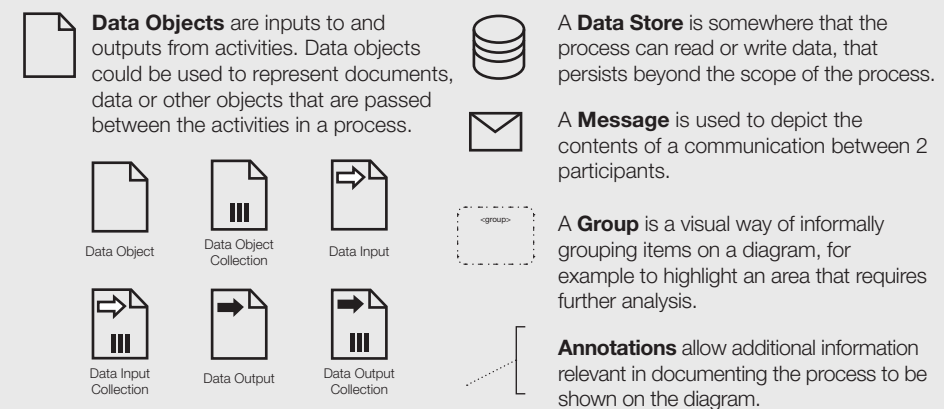 Data Objects are inputs to and
outputs from activities. Data objects
could be used to represent documents,
data or other objects that are passed
between the activities in a process.
Data Object
Data Object
Collection
Data Input
Data Input
Collection
Data Output
Data Output
Collection
A Data Store is somewhere that the
process can read or write data, that
persists beyond the scope of the process.
A Message is used to depict the
contents of a communication between 2
participants.
<group>
A Group is a visual way of informally
grouping items on a diagram, for
example to highlight an area that requires
further analysis.
Annotations allow additional information
relevant in documenting the process to be
shown on the diagram.